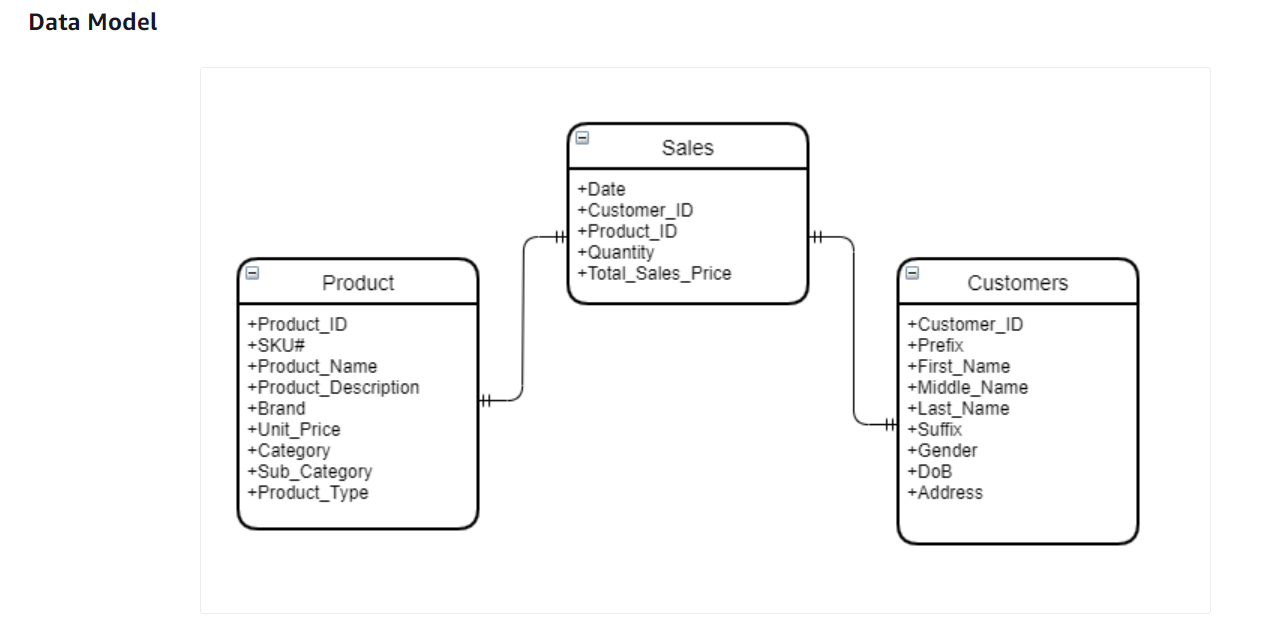 Data Model
Sales
+Date
+Customer_ID
+Product_ID
+Quantity
+Total_Sales_Price
Product
+Product_ID
+SKU#
+Product_Name
+Product_Description
+Brand
+Unit_Price
+Category
+Sub_Category
+Product_Type
Customers
+Customer_ID
+Prefix
+First_Name
+Middle_Name
+Last_Name
+Suffix
+Gender
+DoB
+Address